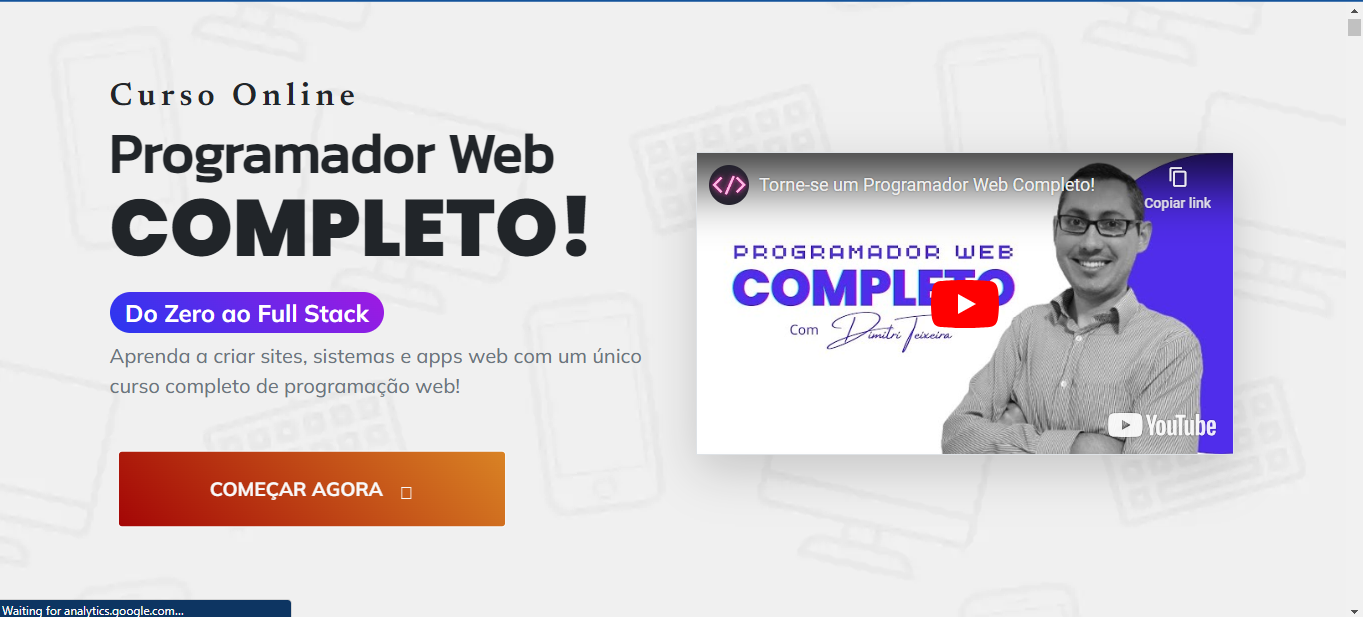 Curso Online
Programador Web
COMPLETO!
Do Zero ao Full Stack
Aprenda a criar sites, sistemas e apps web com um único
curso completo de programação web!
COMEÇAR AGORA
</> Torne-se um Programador Web Completo!
Copiar link
PROGRAMADOR WEB
COMPLETO
Com Dimitri Teixeira
YouTube
Waiting for analytics.google.com...